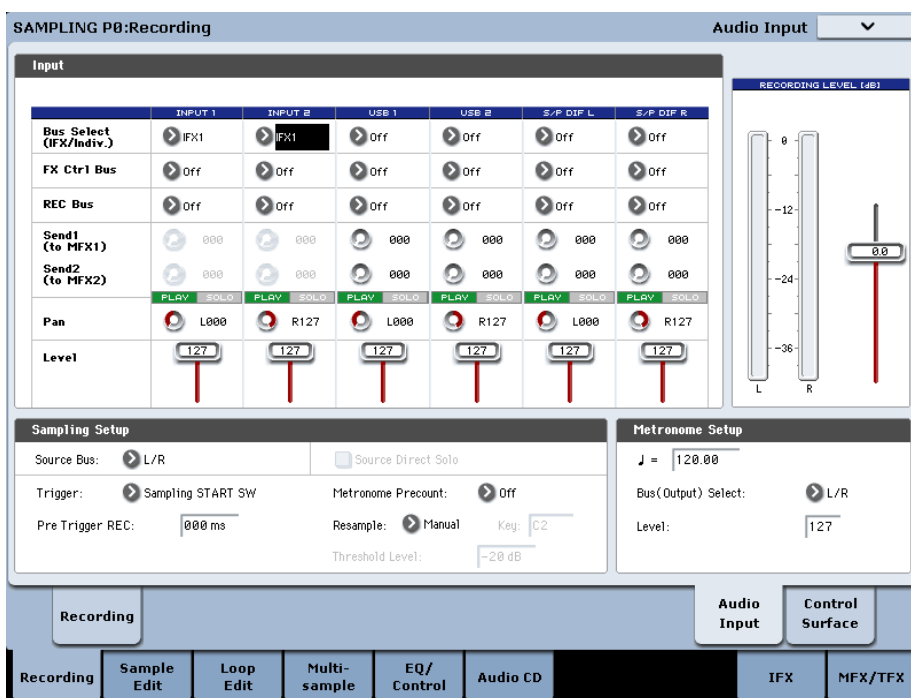 SAMPLING P0:Recording
Audio Input
Input
RECORDING LEVEL [dB]
INPUT 1 INPUT 2 USB 1 USB 2 S/P DIF L S/P DIF R
Bus Select
(IFX/Indiv.)
IFX1 IFX1 Off Off Off Off
FX Ctrl Bus Off Off Off Off Off Off
REC Bus Off Off Off Off Off Off
Send1
(to MFX1)
000 000 000 000 000 000
Send2
(to MFX2)
000 000 000 000 000 000
PLAY SOLO PLAY SOLO PLAY SOLO PLAY SOLO PLAY SOLO PLAY SOLO
Pan L000 R127 L000 R127 L000 R127
Level 127 127 127 127 127 127
0
-12
-24
-36
L R
0.0
Sampling Setup
Source Bus: L/R Source Direct Solo
Trigger: Sampling START SW Metronome Precount: Off
Pre Trigger REC: 000 ms Resample: Manual Key: C2
Threshold Level: -20 dB
Metronome Setup
♩ = 120.00
Bus(Output) Select: L/R
Level: 127
Recording
Audio
Input
Control
Surface
Recording
Sample
Edit
Loop
Edit
Multi-
sample
EQ/
Control
Audio CD
IFX
MFX/TFX